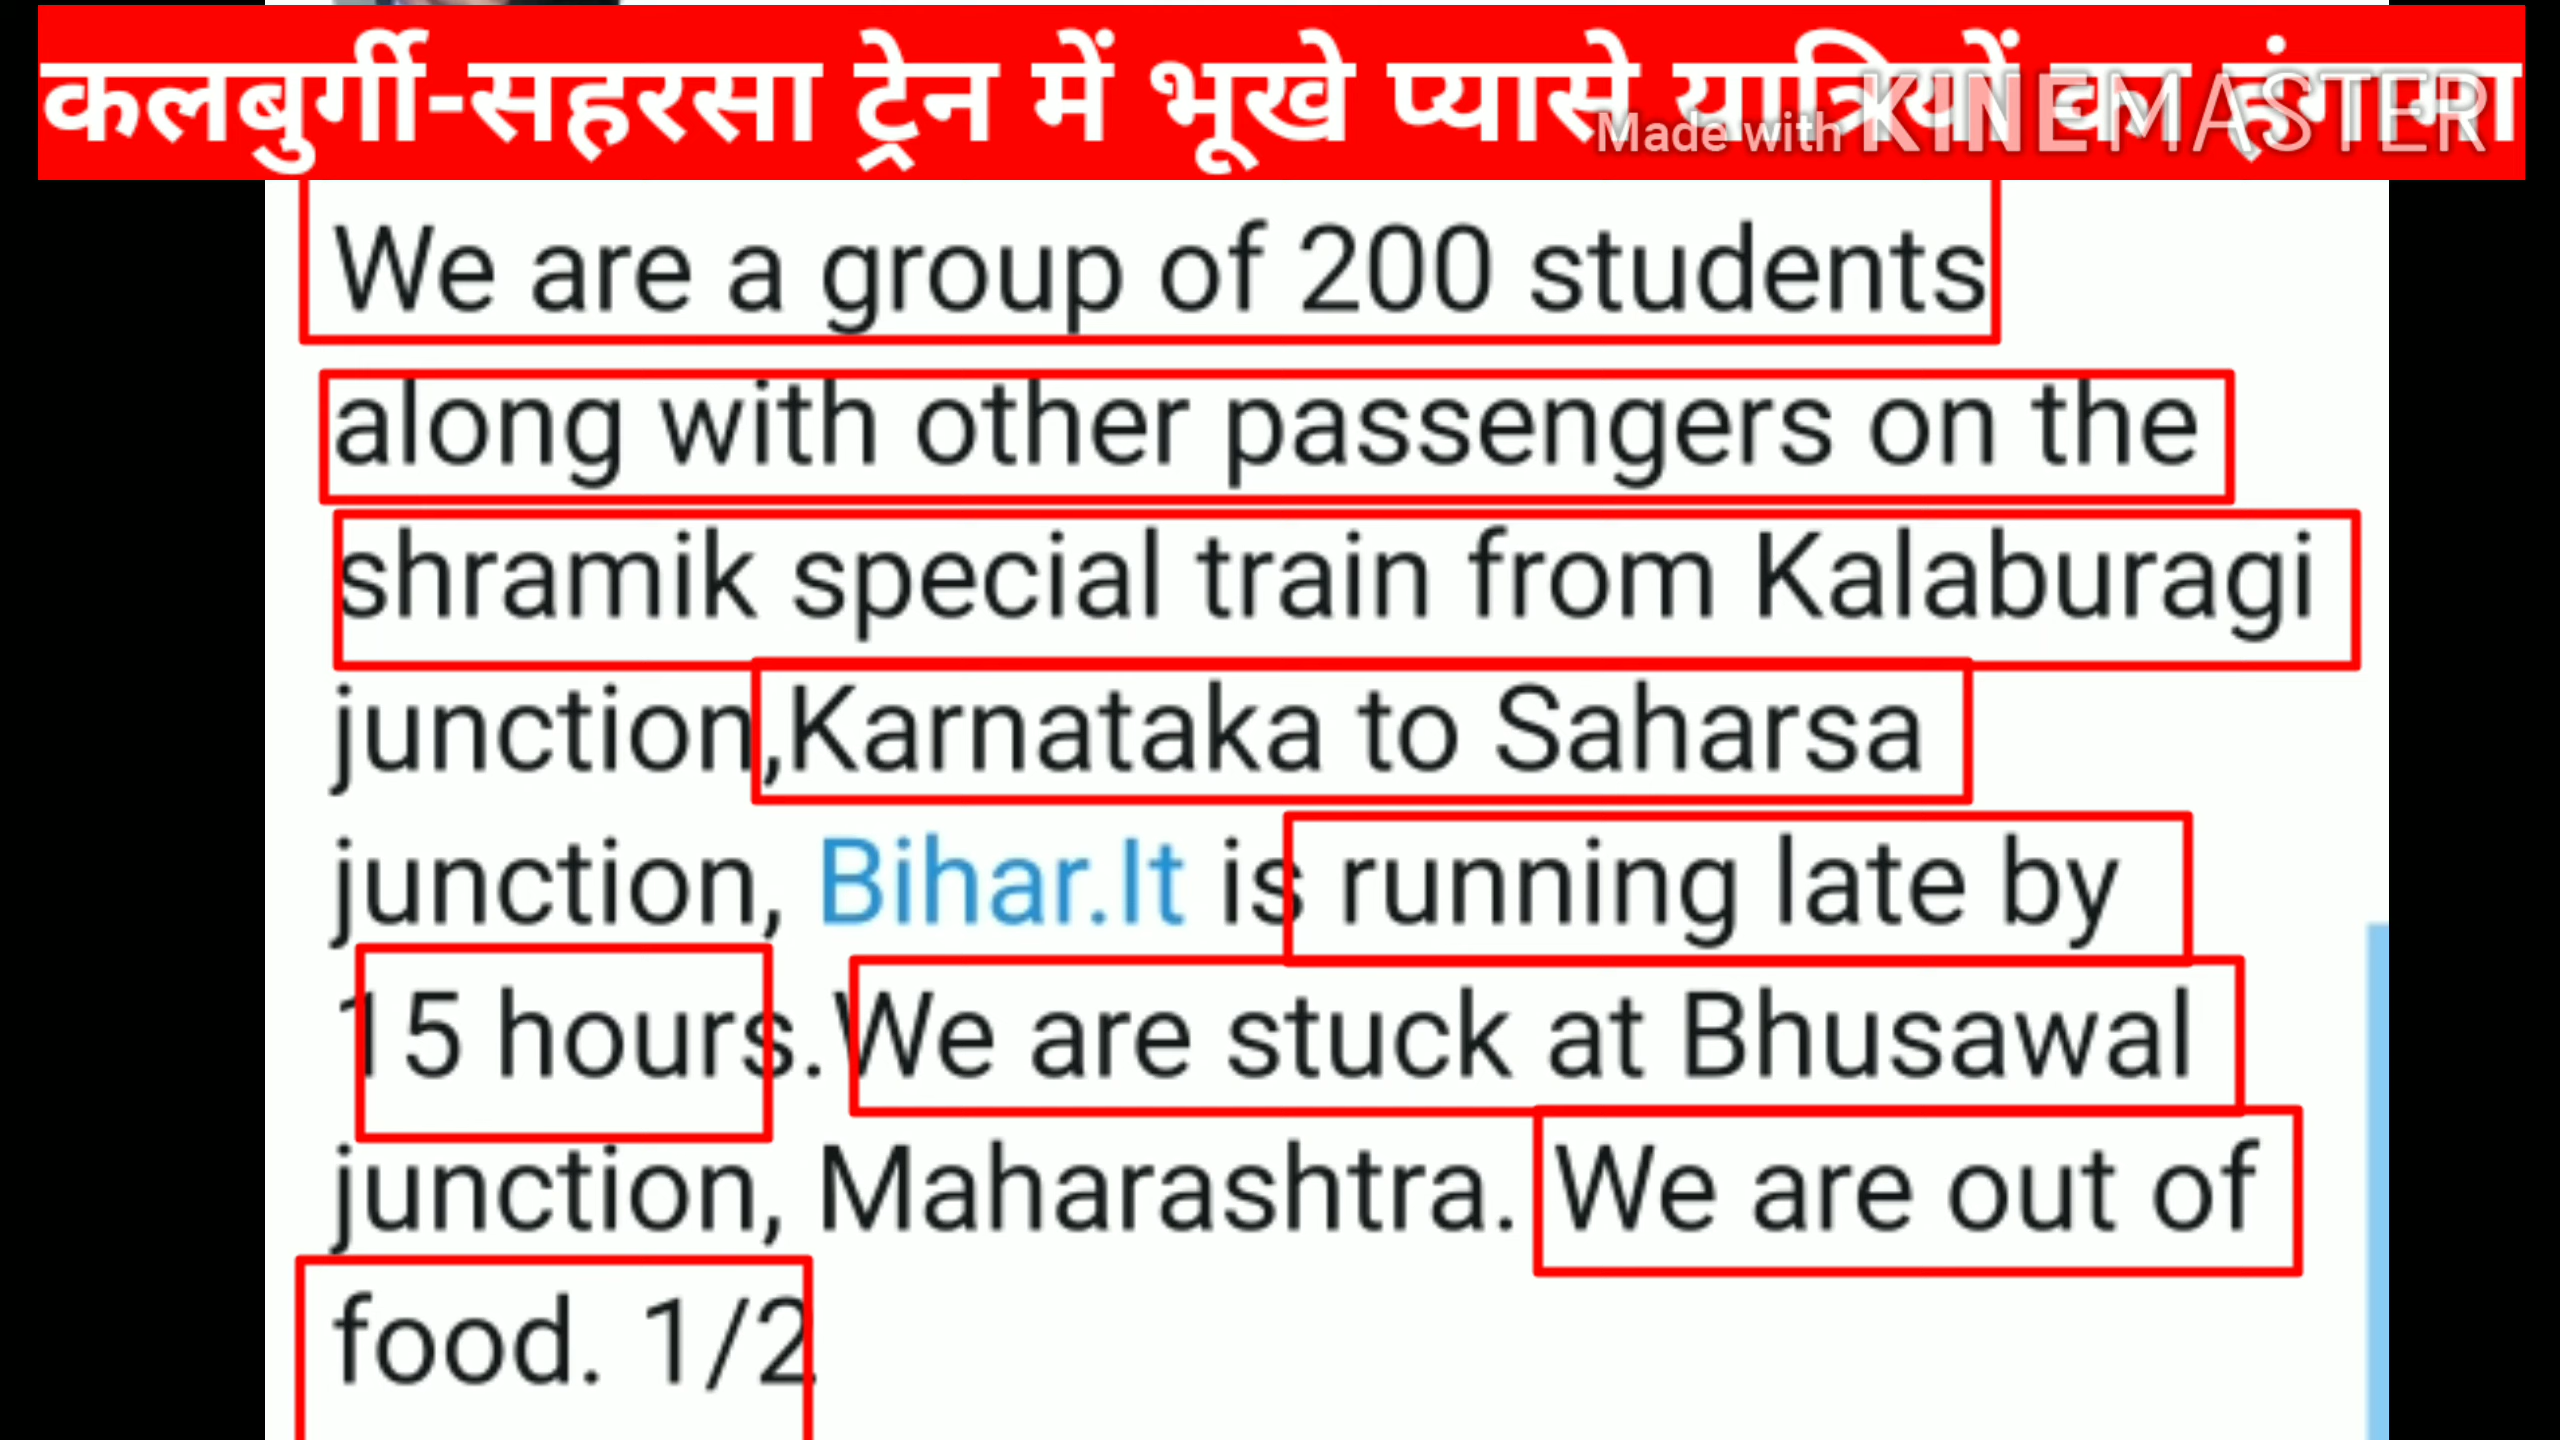 कलबुर्गी-सहरसा ट्रेन में भूखे प्यासे यात्रियों का हंगामा
Made with KINEMASTER
We are a group of 200 students
along with other passengers on the
shramik special train from Kalaburagi
junction,Karnataka to Saharsa
junction, Bihar.It is running late by
15 hours.We are stuck at Bhusawal
junction, Maharashtra. We are out of
food. 1/2